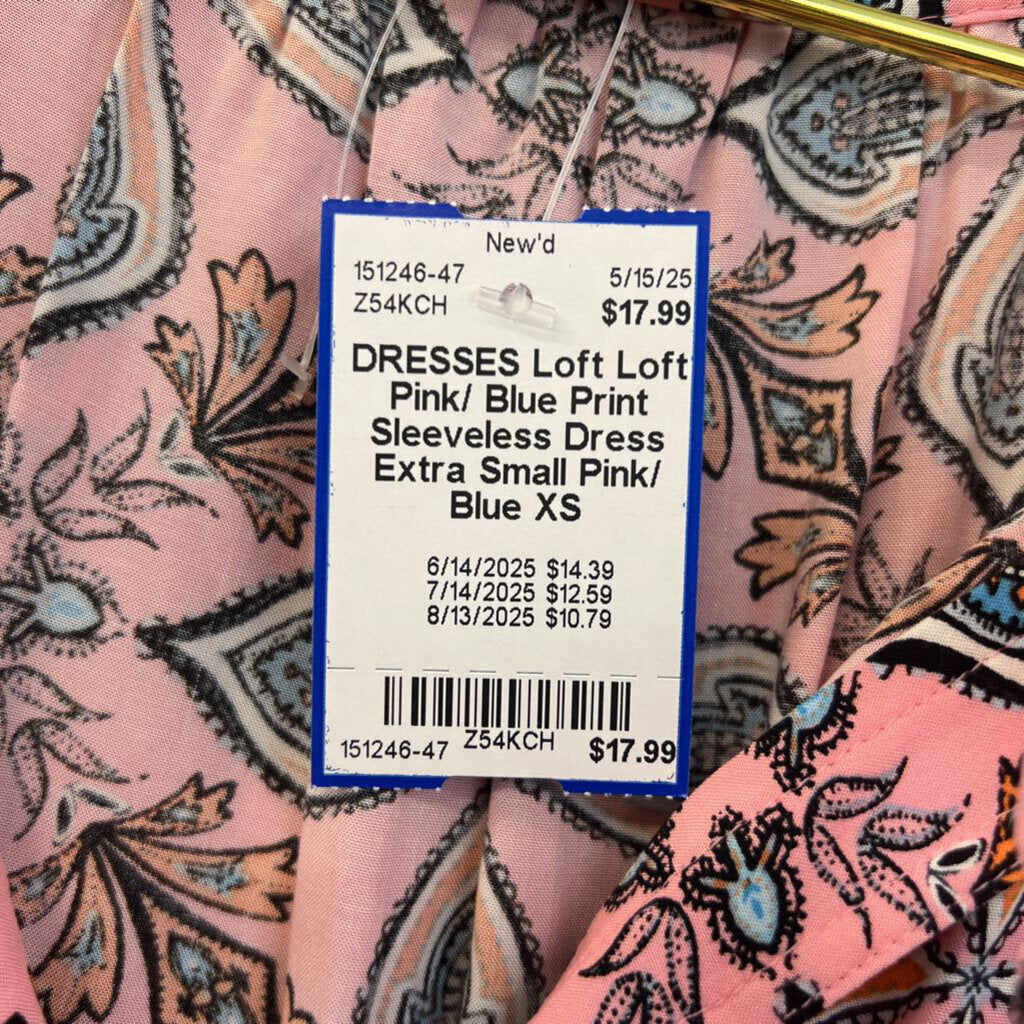 New'd
151246-47 5/15/25
Z54KCH $17.99
DRESSES Loft Loft
Pink/ Blue Print
Sleeveless Dress
Extra Small Pink/
Blue XS
6/14/2025 $14.39
7/14/2025 $12.59
8/13/2025 $10.79
151246-47 Z54KCH $17.99